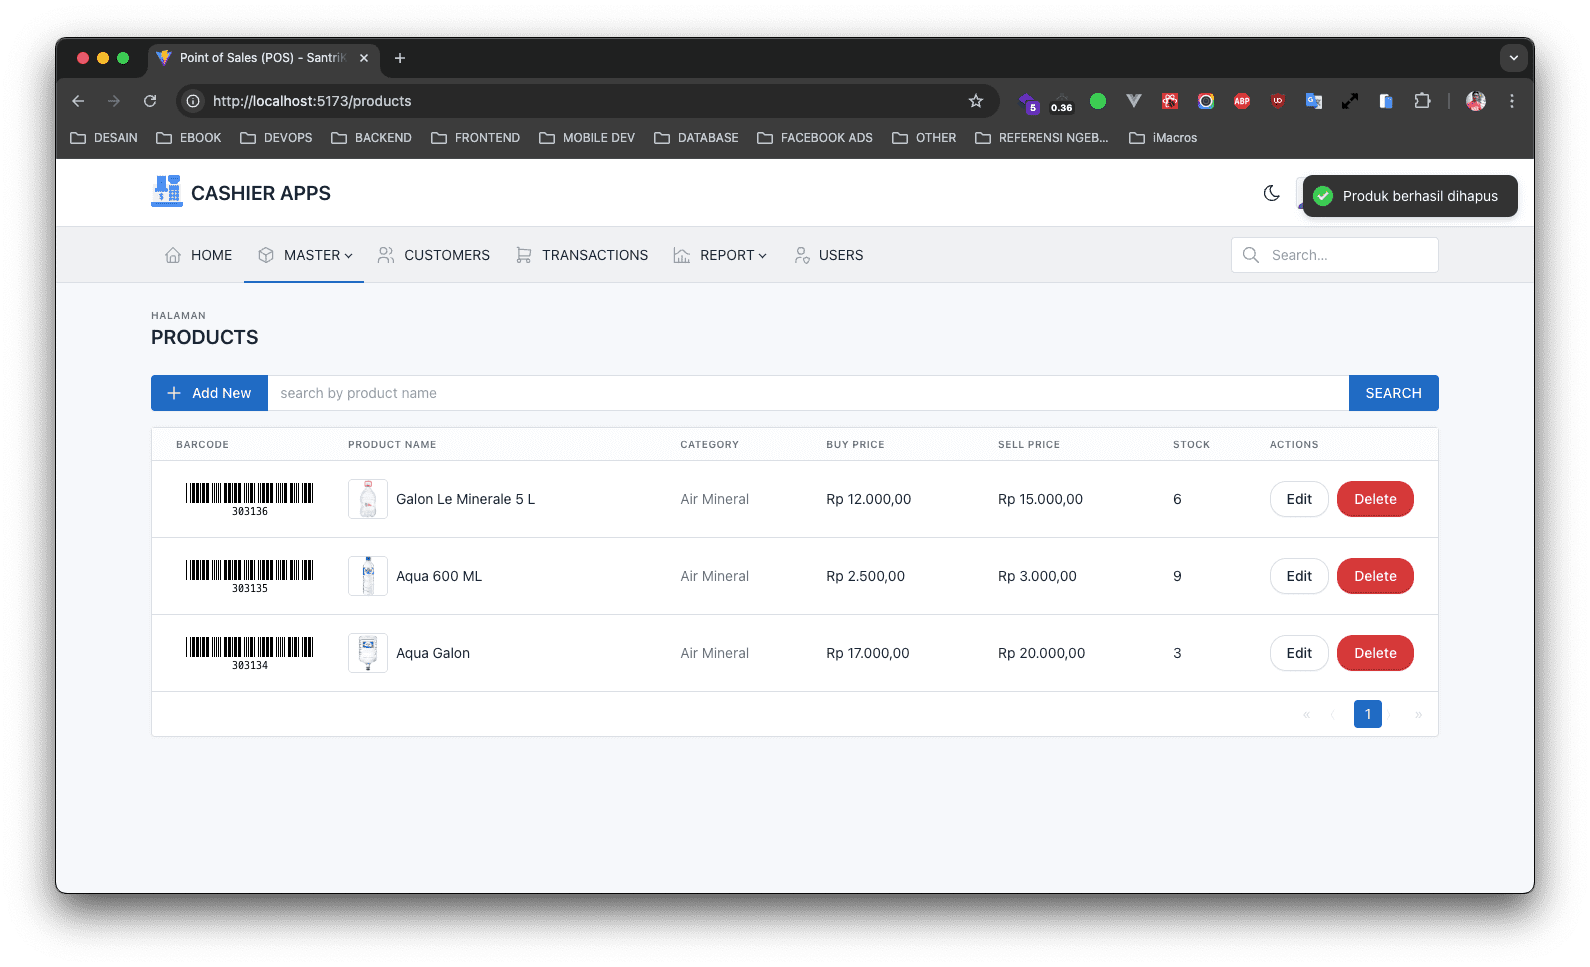 Point of Sales (POS) - SantriK
http://localhost:5173/products
5
0.36
ABP
DESAIN
EBOOK
DEVOPS
BACKEND
FRONTEND
MOBILE DEV
DATABASE
FACEBOOK ADS
OTHER
REFERENSI NGEB...
iMacros
CASHIER APPS
Produk berhasil dihapus
HOME
MASTER
CUSTOMERS
TRANSACTIONS
REPORT
USERS
Search...
HALAMAN
PRODUCTS
Add New
search by product name
SEARCH
BARCODE PRODUCT NAME CATEGORY BUY PRICE SELL PRICE STOCK ACTIONS
303136 Galon Le Minerale 5 L Air Mineral Rp 12.000,00 Rp 15.000,00 6 Edit Delete
303135 Aqua 600 ML Air Mineral Rp 2.500,00 Rp 3.000,00 9 Edit Delete
303134 Aqua Galon Air Mineral Rp 17.000,00 Rp 20.000,00 3 Edit Delete
« ‹ 1 › »